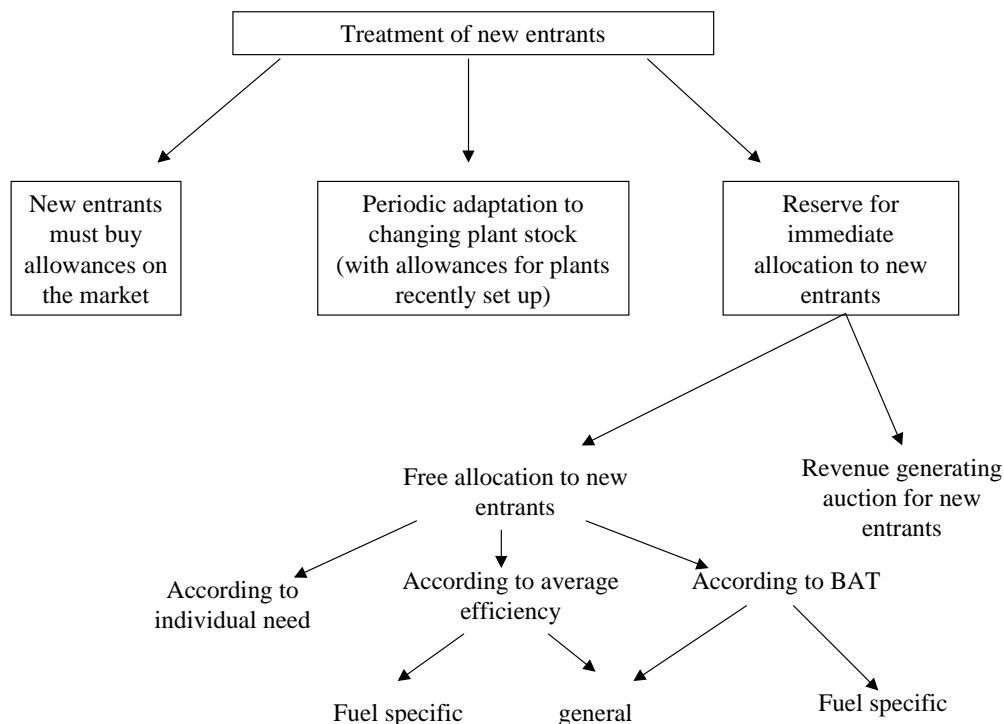 Treatment of new entrants
New entrants
must buy
allowances on
the market
Periodic adaptation to
changing plant stock
(with allowances for plants
recently set up)
Reserve for
immediate
allocation to new
entrants
Free allocation to new
entrants
Revenue generating
auction for new
entrants
According to
individual need
According to average
efficiency
According to BAT
Fuel specific
general
Fuel specific